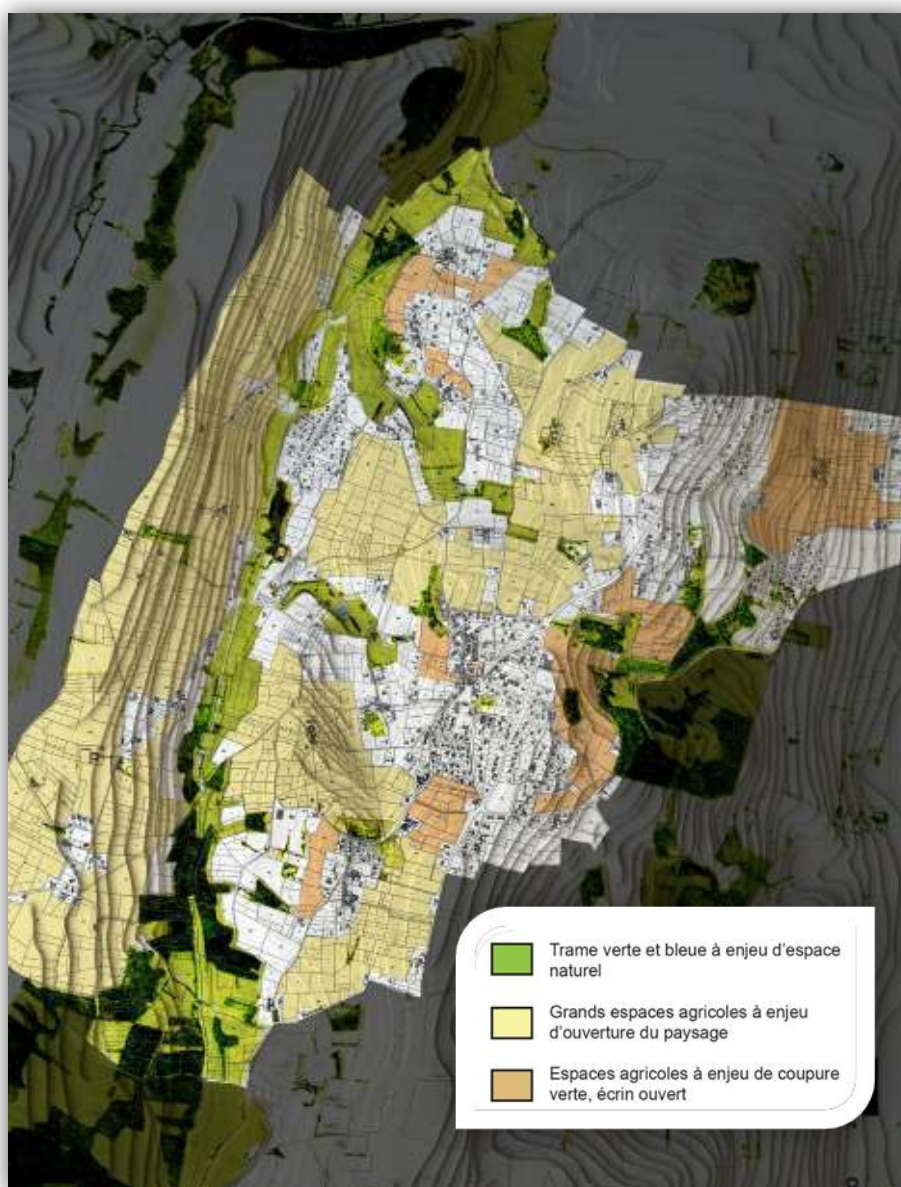 Trame verte et bleue à enjeu d'espace
naturel
Grands espaces agricoles à enjeu
d'ouverture du paysage
Espaces agricoles à enjeu de coupure
verte, écrin ouvert